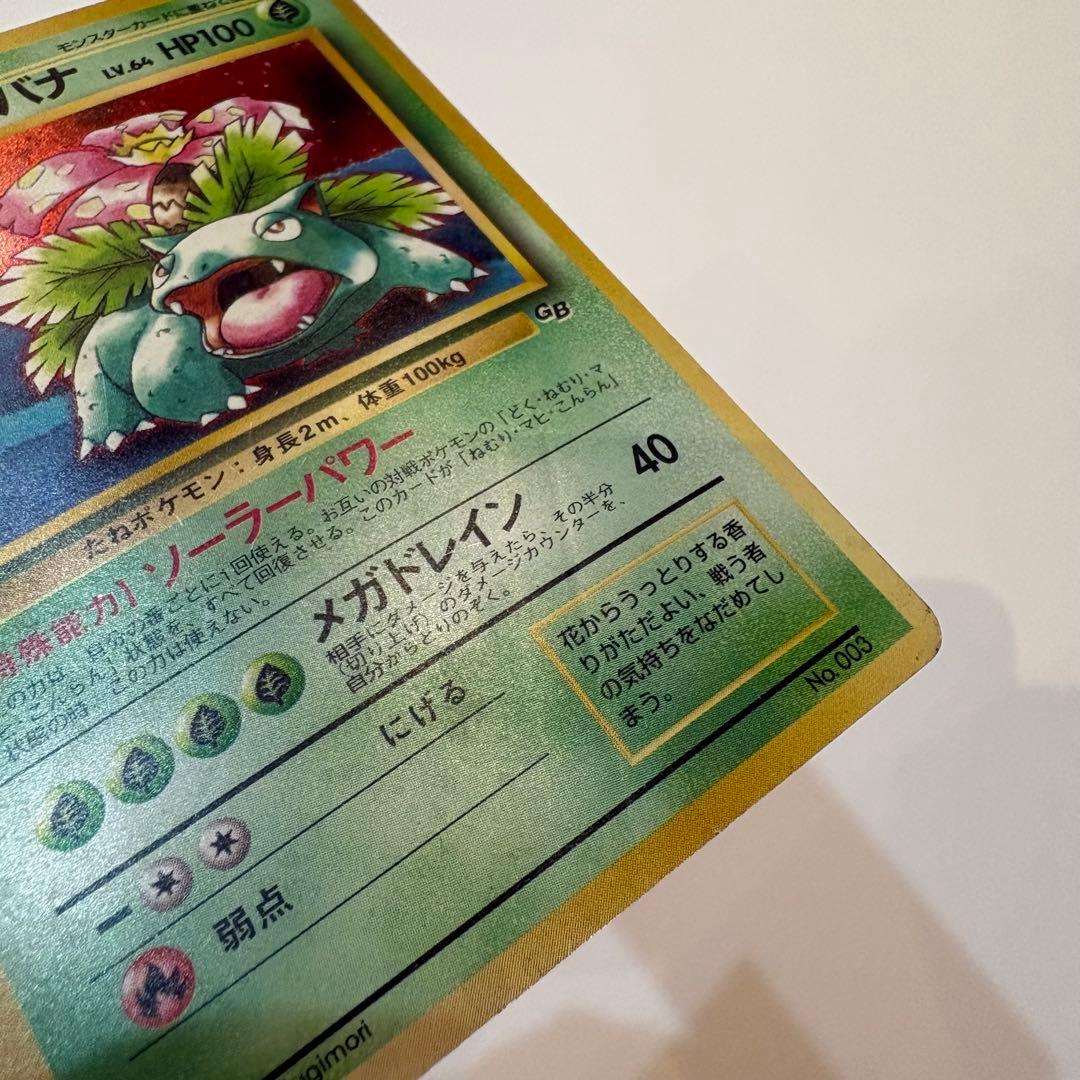 モンスターカードに重ねて
バナ LV.64 HP100
GB
たねポケモン：身長2m、体重100kg
特殊能力】ソーラーパワー
の力は、自分の番ごとに1回使える。お互いの対戦ポケモンの「どく・ねむり・マ
・こんらん」状態を、すべて回復させる。このカードが「ねむり・マヒ・こんらん」
状態の時、この力は使えない。
メガドレイン 40
相手にダメージを与えたら、その半分
（切り上げ）のダメージカウンターを、
自分からとりのぞく。
にげる
弱点
花からうっとりする香
りがただよい、戦う者
の気持ちをなだめてし
まう。
No.003
gimori